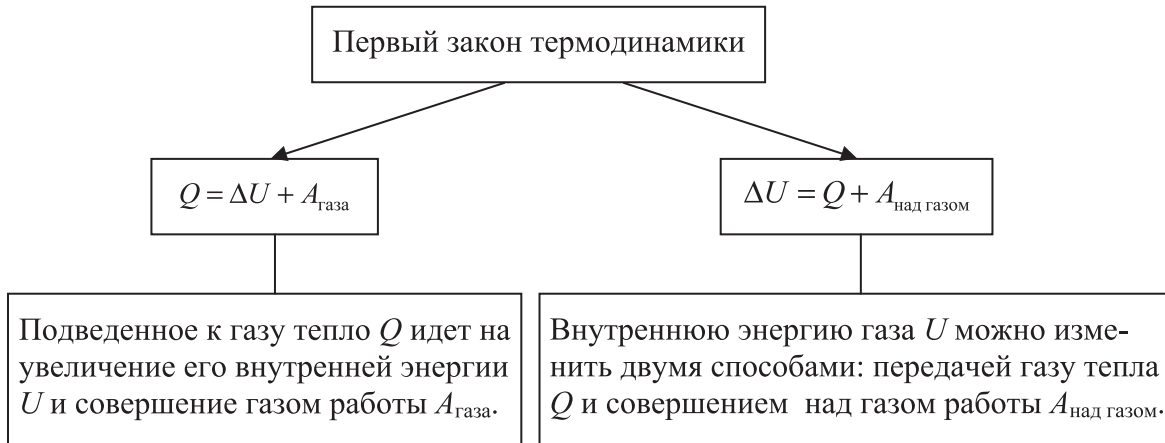 Первый закон термодинамики
Q = ΔU + Aгаза
ΔU = Q + Aнад газом
Подведенное к газу тепло Q идет на
увеличение его внутренней энергии
U и совершение газом работы Aгаза.
Внутреннюю энергию газа U можно изме-
нить двумя способами: передачей газу тепла
Q и совершением над газом работы Aнад газом.